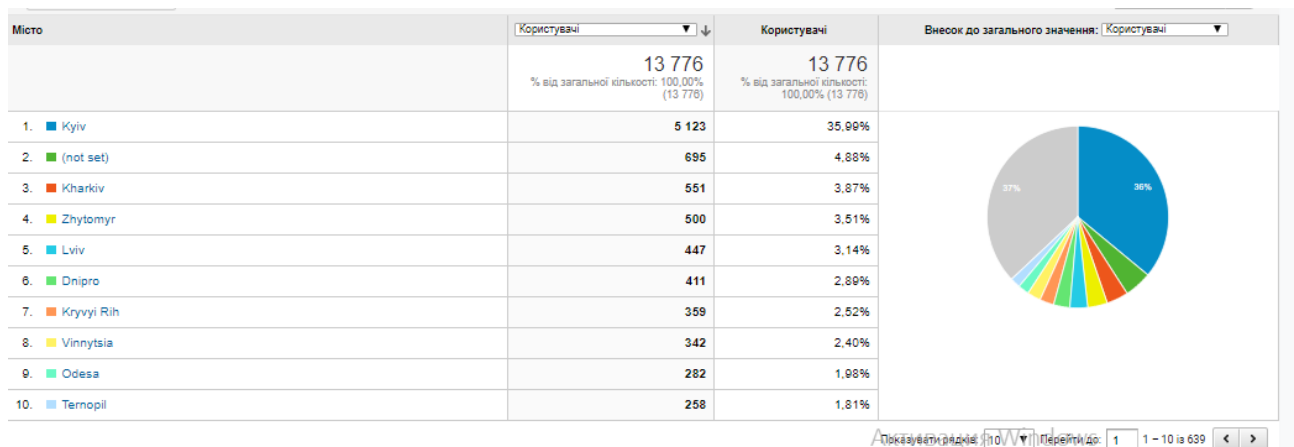 Місто Користувачі Користувачі Внесок до загального значення: Користувачі
13 776 13 776
% від загальної кількості: 100,00% (13 776) % від загальної кількості: 100,00% (13 776)
1. Kyiv 5 123 35,99%
2. (not set) 695 4,88%
3. Kharkiv 551 3,87%
4. Zhytomyr 500 3,51%
5. Lviv 447 3,14%
6. Dnipro 411 2,89%
7. Kryvyi Rih 359 2,52%
8. Vinnytsia 342 2,40%
9. Odesa 282 1,98%
10. Ternopil 258 1,81%
37% 36%
Активация Windows
Показувати рядків: 10 Перейти до: 1 1 – 10 із 639